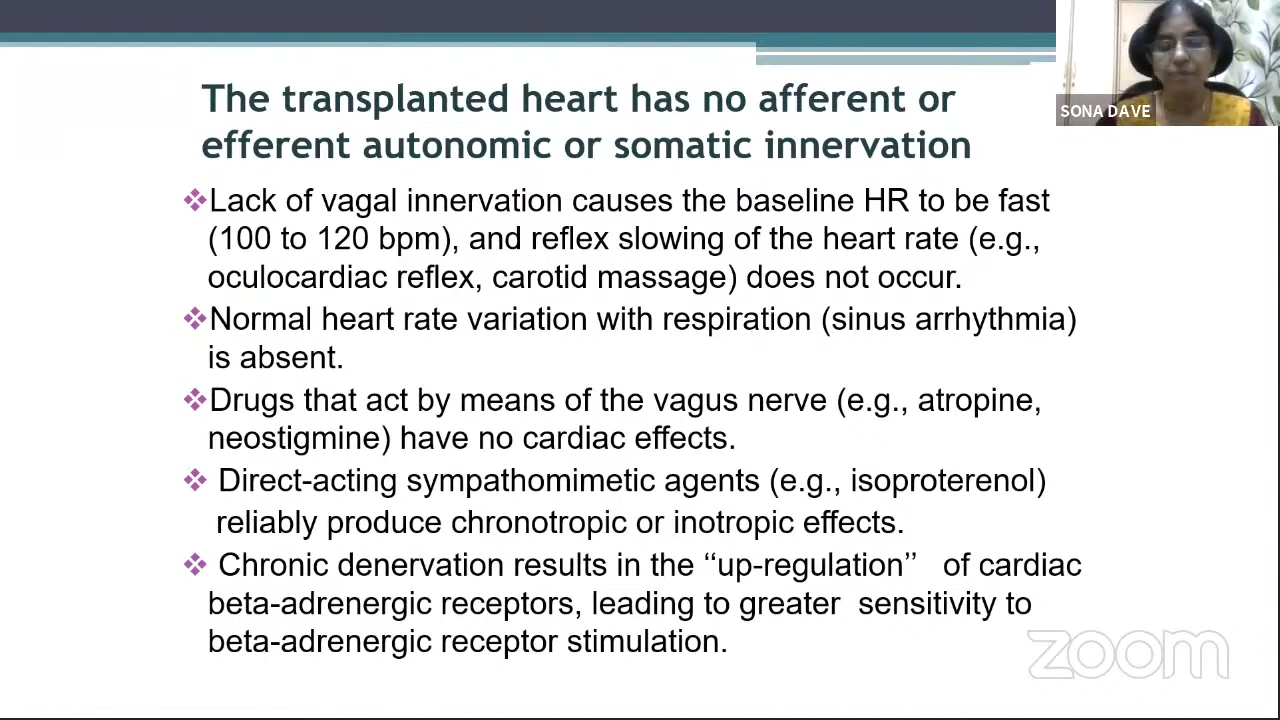 The transplanted heart has no afferent or
efferent autonomic or somatic innervation
SONA DAVE
❖Lack of vagal innervation causes the baseline HR to be fast
(100 to 120 bpm), and reflex slowing of the heart rate (e.g.,
oculocardiac reflex, carotid massage) does not occur.
❖Normal heart rate variation with respiration (sinus arrhythmia)
is absent.
❖Drugs that act by means of the vagus nerve (e.g., atropine,
neostigmine) have no cardiac effects.
❖ Direct-acting sympathomimetic agents (e.g., isoproterenol)
reliably produce chronotropic or inotropic effects.
❖ Chronic denervation results in the ‘‘up-regulation’’ of cardiac
beta-adrenergic receptors, leading to greater sensitivity to
beta-adrenergic receptor stimulation.
zoom